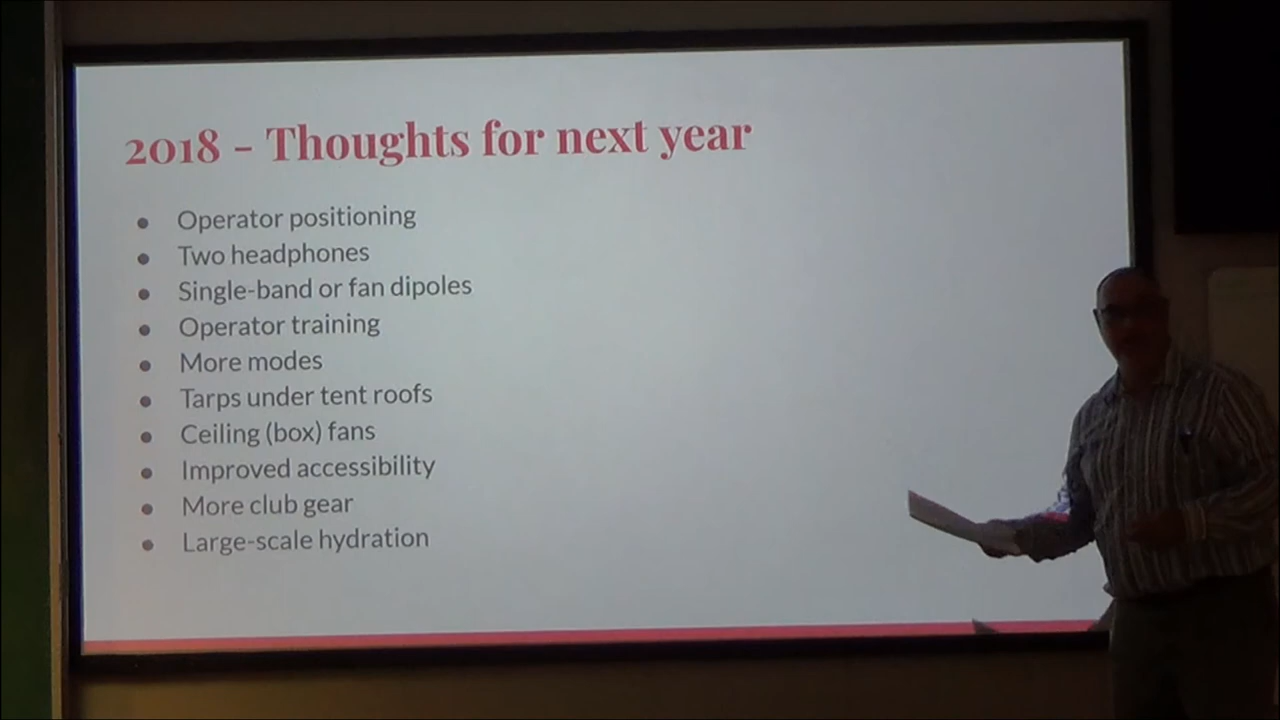 2018 – Thoughts for next year
● Operator positioning
● Two headphones
● Single-band or fan dipoles
● Operator training
● More modes
● Tarps under tent roofs
● Ceiling (box) fans
● Improved accessibility
● More club gear
● Large-scale hydration